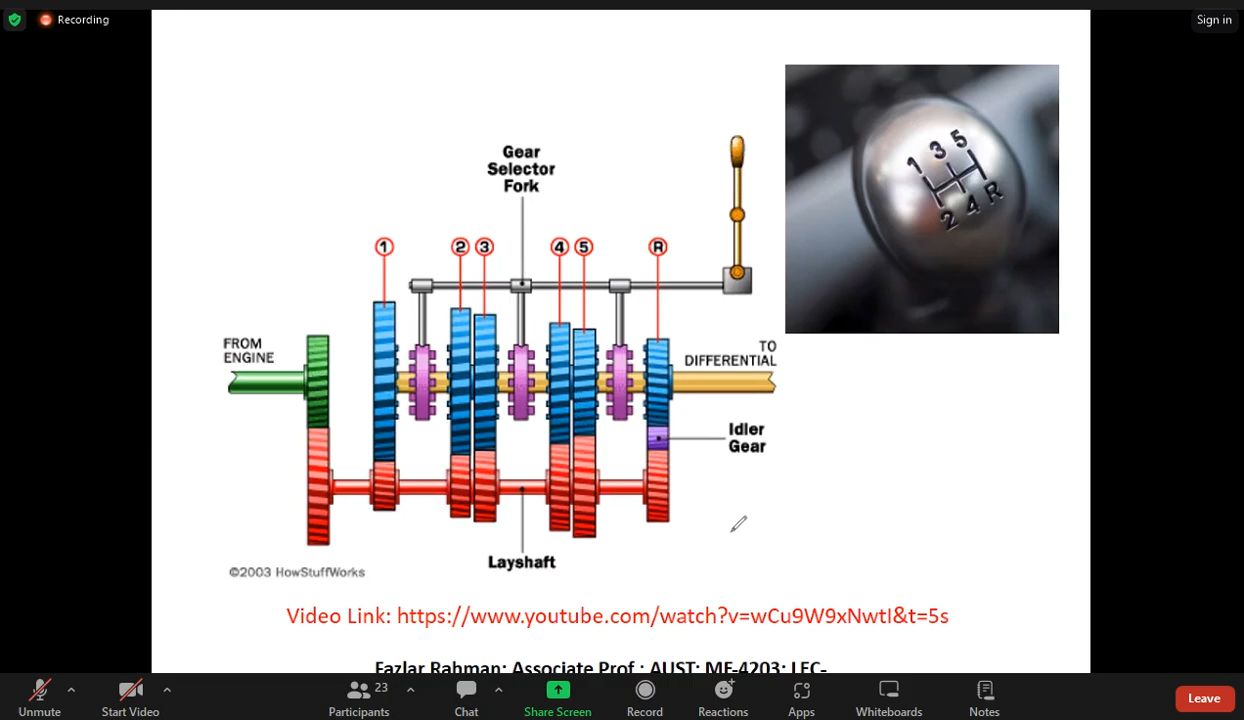 Recording
Sign in
Gear
Selector
Fork
1
2
3
4
5
R
1 3 5
2 4 R
FROM
ENGINE
TO
DIFFERENTIAL
Idler
Gear
Layshaft
©2003 HowStuffWorks
Video Link: https://www.youtube.com/watch?v=wCu9W9xNwtI&t=5s
Fazlar Rahman; Associate Prof.; AUST; MF-4203; LEC-
Unmute
Start Video
23
Participants
Chat
Share Screen
Record
Reactions
Apps
Whiteboards
Notes
Leave